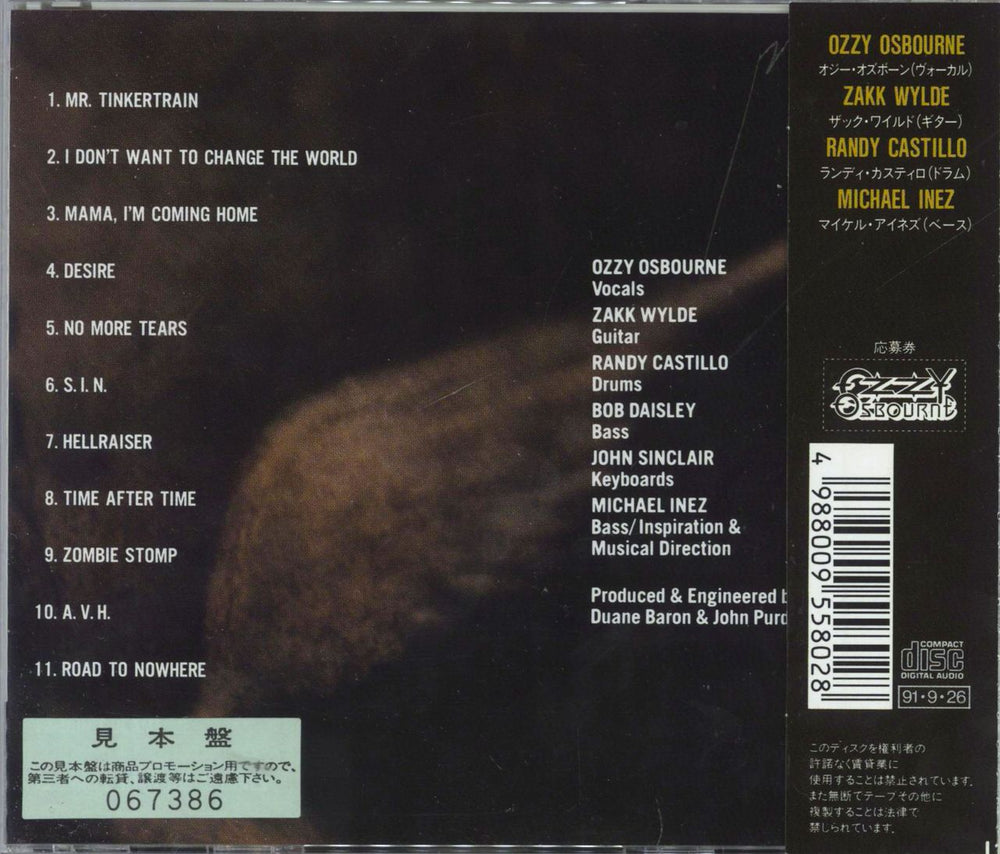 1. MR. TINKERTRAIN
2. I DON'T WANT TO CHANGE THE WORLD
3. MAMA, I'M COMING HOME
4. DESIRE
5. NO MORE TEARS
6. S.I.N.
7. HELLRAISER
8. TIME AFTER TIME
9. ZOMBIE STOMP
10. A.V.H.
11. ROAD TO NOWHERE
見本盤
この見本盤は商品プロモーション用ですので、
第三者への転貸、譲渡等はご遠慮下さい。
067386
OZZY OSBOURNE
Vocals
ZAKK WYLDE
Guitar
RANDY CASTILLO
Drums
BOB DAISLEY
Bass
JOHN SINCLAIR
Keyboards
MICHAEL INEZ
Bass/Inspiration &
Musical Direction
Produced & Engineered
Duane Baron & John
OZZY OSBOURNE
オジー・オズボーン(ヴォーカル)
ZAKK WYLDE
ザック・ワイルド(ギター)
RANDY CASTILLO
ランディ・カスティロ(ドラム)
MICHAEL INEZ
マイケル・アイネズ(ベース)
応募券
OZZY
OSBOURNE
4 988009 558028
COMPACT
disc
DIGITAL AUDIO
91・9・26
このディスクを権利者の
許諾なく賃貸業に
使用することは禁止されています。
また無断でテープその他に
複製することは法律で
禁じられています。